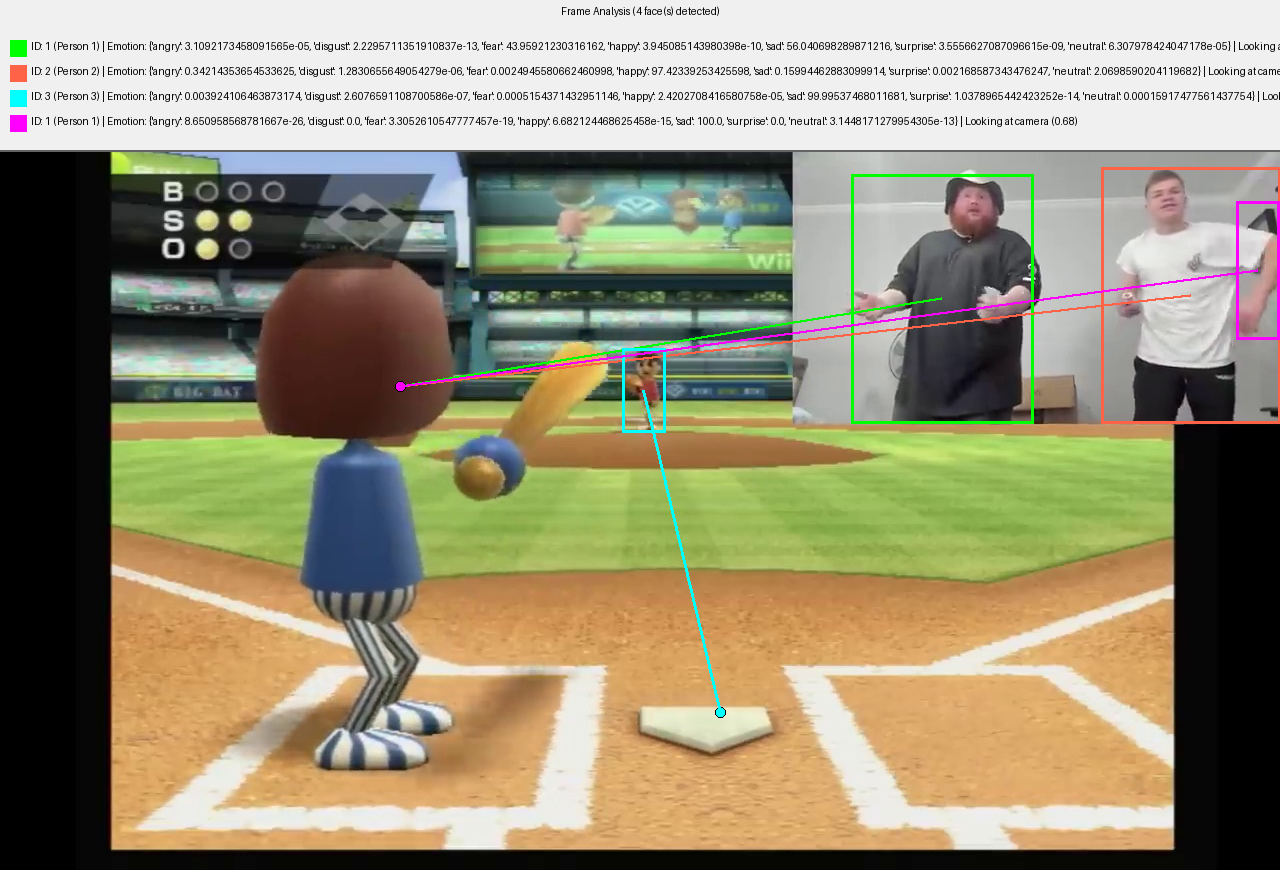 Frame Analysis (4 face(s) detected)
ID: 1 (Person 1) | Emotion: {'angry': 3.1092173458091565e-05, 'disgust': 2.2295711351910837e-13, 'fear': 43.95921230316162, 'happy': 3.945085143980398e-10, 'sad': 56.040698289871216, 'surprise': 3.5556627087096615e-09, 'neutral': 6.307978424047178e-05} | Looking a
ID: 2 (Person 2) | Emotion: {'angry': 0.34214353654533625, 'disgust': 1.2830655649054279e-06, 'fear': 0.0024945580662460998, 'happy': 97.42339253425598, 'sad': 0.15994462883099914, 'surprise': 0.002168587343476247, 'neutral': 2.0698590204119682} | Looking at came
ID: 3 (Person 3) | Emotion: {'angry': 0.003924106463873174, 'disgust': 2.6076591108700586e-07, 'fear': 0.0005154371432951146, 'happy': 2.4202708416580758e-05, 'sad': 99.99537468011681, 'surprise': 1.0378965442423252e-14, 'neutral': 0.00015917477561437754} | Loo
ID: 1 (Person 1) | Emotion: {'angry': 8.650958568781667e-26, 'disgust': 0.0, 'fear': 3.3052610547777457e-19, 'happy': 6.682124468625458e-15, 'sad': 100.0, 'surprise': 0.0, 'neutral': 3.1448171279954305e-13} | Looking at camera (0.68)
B
S
O
Wii
BIG-BAT